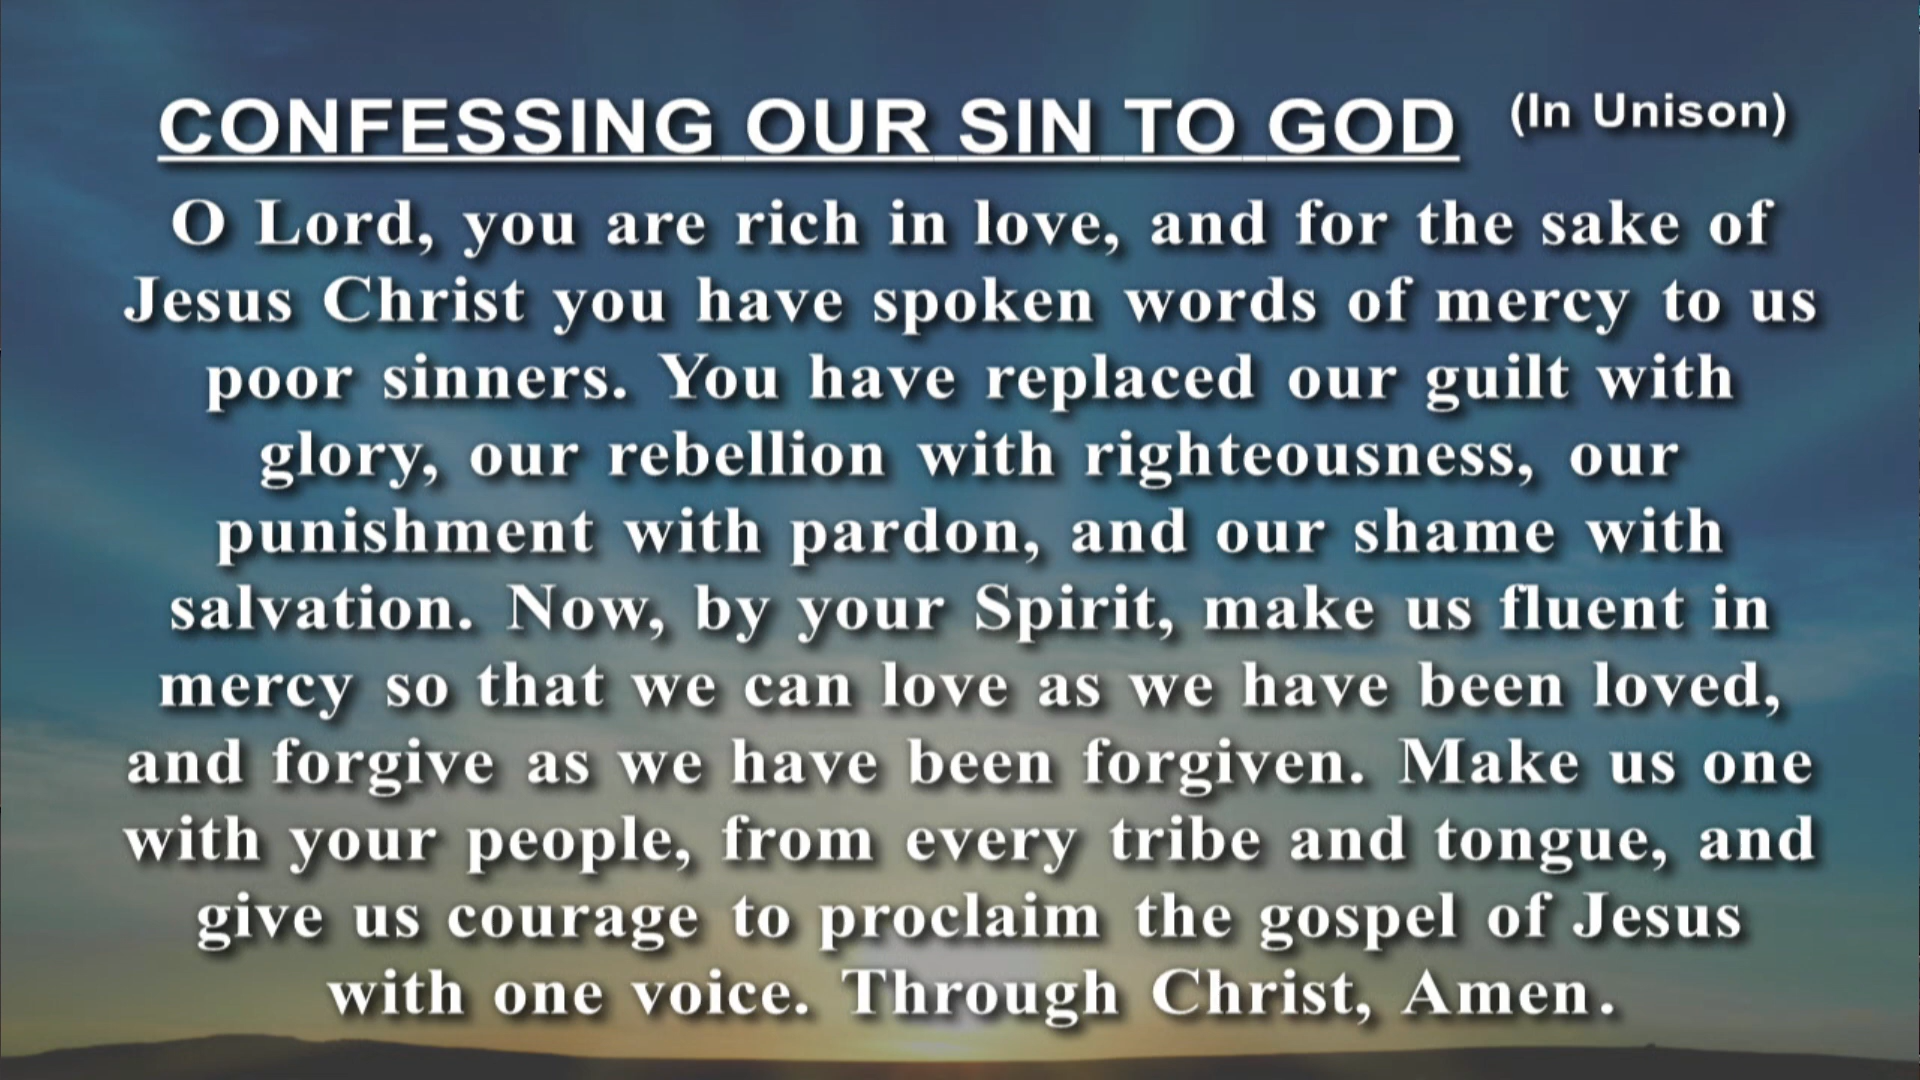 CONFESSING OUR SIN TO GOD (In Unison)
O Lord, you are rich in love, and for the sake of
Jesus Christ you have spoken words of mercy to us
poor sinners. You have replaced our guilt with
glory, our rebellion with righteousness, our
punishment with pardon, and our shame with
salvation. Now, by your Spirit, make us fluent in
mercy so that we can love as we have been loved,
and forgive as we have been forgiven. Make us one
with your people, from every tribe and tongue, and
give us courage to proclaim the gospel of Jesus
with one voice. Through Christ, Amen.